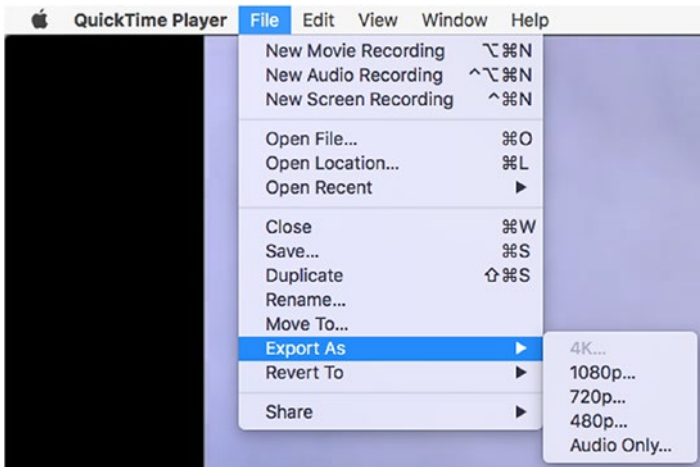 QuickTime Player File Edit View Window Help
New Movie Recording ⌥⌘N
New Audio Recording ^⌥⌘N
New Screen Recording ^⌘N
Open File... ⌘O
Open Location... ⌘L
Open Recent ▶
Close ⌘W
Save... ⌘S
Duplicate ⇧⌘S
Rename...
Move To...
Export As ▶
Revert To ▶
Share ▶
4K...
1080p...
720p...
480p...
Audio Only...